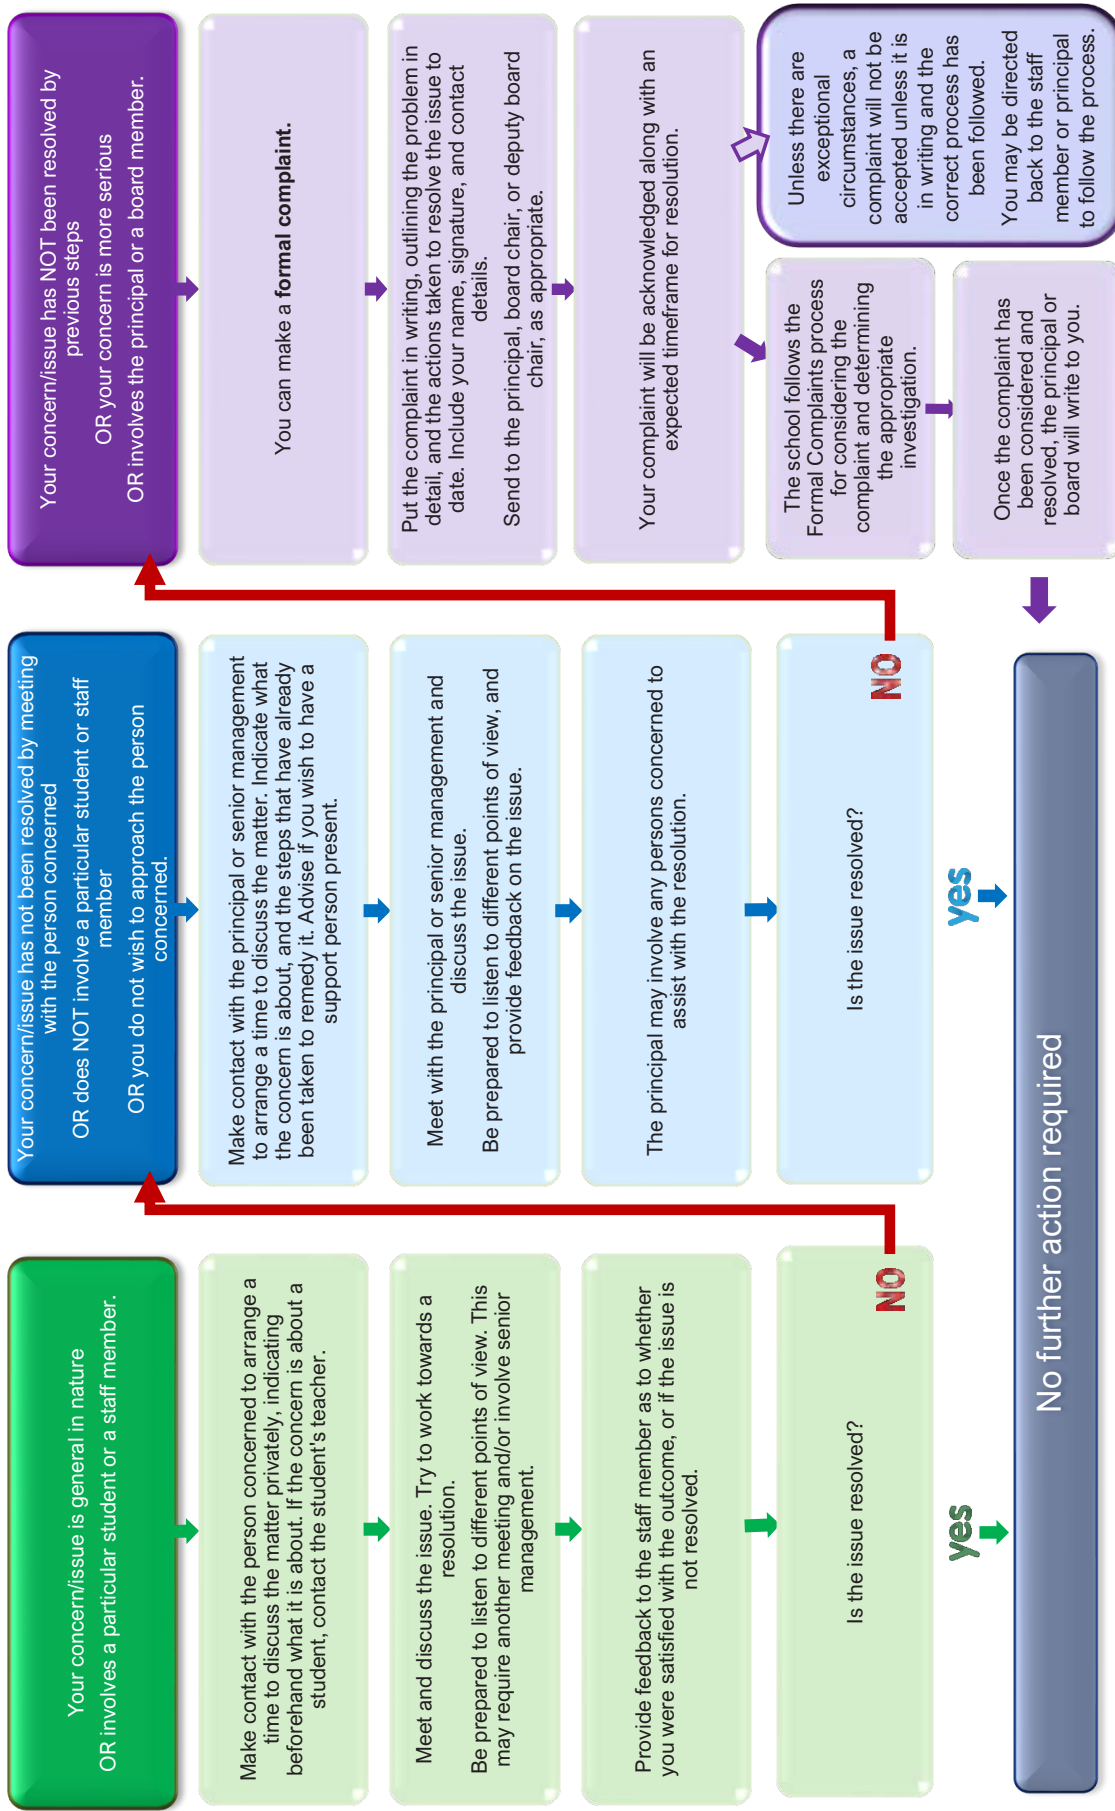 Your concern/issue is general in nature
OR involves a particular student or a staff member.
Make contact with the person concerned to arrange a
time to discuss the matter privately, indicating
beforehand what it is about. If the concern is about a
student, contact the student's teacher.
Meet and discuss the issue. Try to work towards a
resolution.
Be prepared to listen to different points of view. This
may require another meeting and/or involve senior
management.
Provide feedback to the staff member as to whether
you were satisfied with the outcome, or if the issue is
not resolved.
Is the issue resolved?
NO
yes
Your concern/issue has not been resolved by meeting
with the person concerned
OR does NOT involve a particular student or staff
member
OR you do not wish to approach the person
concerned.
Make contact with the principal or senior management
to arrange a time to discuss the matter. Indicate what
the concern is about, and the steps that have already
been taken to remedy it. Advise if you wish to have a
support person present.
Meet with the principal or senior management and
discuss the issue.
Be prepared to listen to different points of view, and
provide feedback on the issue.
The principal may involve any persons concerned to
assist with the resolution.
Is the issue resolved?
NO
yes
Your concern/issue has NOT been resolved by
previous steps
OR your concern is more serious
OR involves the principal or a board member.
You can make a formal complaint.
Put the complaint in writing, outlining the problem in
detail, and the actions taken to resolve the issue to
date. Include your name, signature, and contact
details.
Send to the principal, board chair, or deputy board
chair, as appropriate.
Your complaint will be acknowledged along with an
expected timeframe for resolution.
The school follows the
Formal Complaints process
for considering the
complaint and determining
the appropriate
investigation.
Once the complaint has
been considered and
resolved, the principal or
board will write to you.
Unless there are
exceptional
circumstances, a
complaint will not be
accepted unless it is
in writing and the
correct process has
been followed.
You may be directed
back to the staff
member or principal
to follow the process.
No further action required